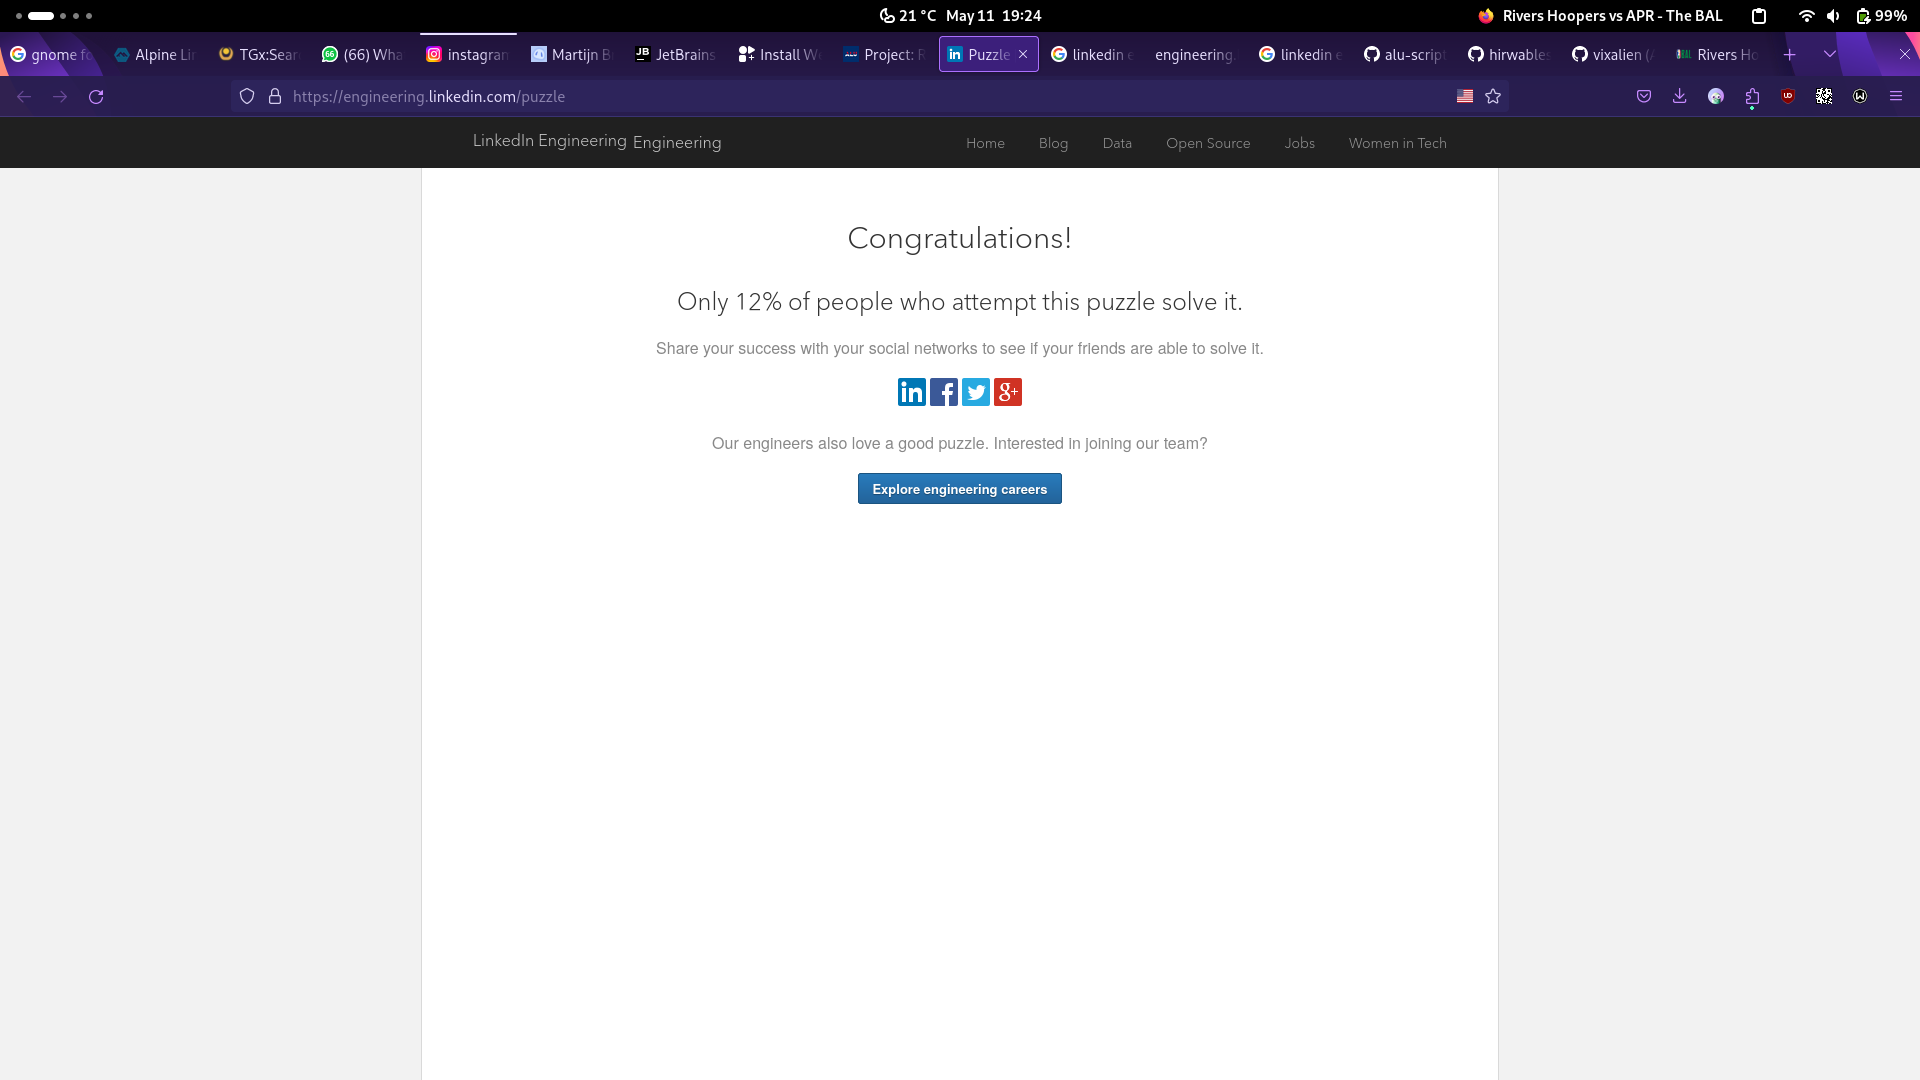 21 °C May 11 19:24
Rivers Hoopers vs APR - The BAL
99%
gnome fo
Alpine Lin
TGx:Sear
(66) Wha
instagram
Martijn B
JetBrains
Install W
Project: R
Puzzle
linkedin e
engineering.
linkedin e
alu-script
hirwables
vixalien (A
Rivers Ho
https://engineering.linkedin.com/puzzle
LinkedIn Engineering Engineering
Home Blog Data Open Source Jobs Women in Tech
Congratulations!
Only 12% of people who attempt this puzzle solve it.
Share your success with your social networks to see if your friends are able to solve it.
Our engineers also love a good puzzle. Interested in joining our team?
Explore engineering careers